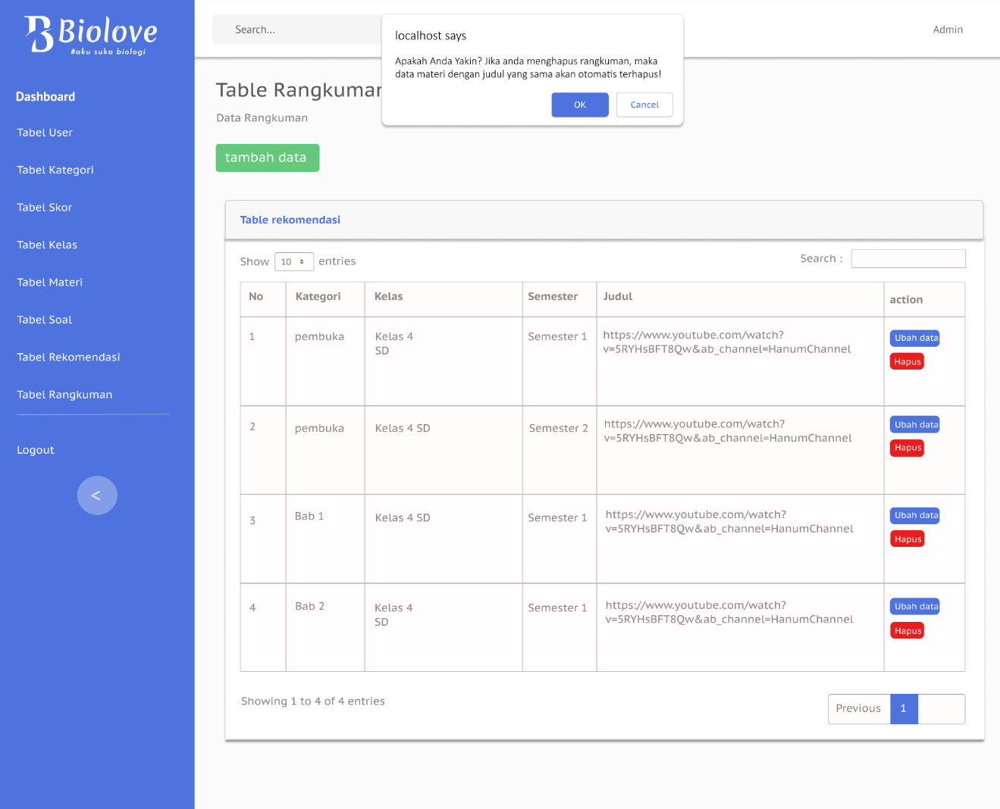 Biolove
#aku suka biologi
Dashboard
Tabel User
Tabel Kategori
Tabel Skor
Tabel Kelas
Tabel Materi
Tabel Soal
Tabel Rekomendasi
Tabel Rangkuman
Logout
<
Search...
Admin
localhost says
Apakah Anda Yakin? Jika anda menghapus rangkuman, maka
data materi dengan judul yang sama akan otomatis terhapus!
OK Cancel
Table Rangkuman
Data Rangkuman
tambah data
Table rekomendasi
Show 10 entries Search :
No Kategori Kelas Semester Judul action
1 pembuka Kelas 4 Semester 1 https://www.youtube.com/watch? Ubah data
SD v=5RYHsBFT8Qw&ab_channel=HanumChannel
Hapus
2 pembuka Kelas 4 SD Semester 2 https://www.youtube.com/watch? Ubah data
v=5RYHsBFT8Qw&ab_channel=HanumChannel
Hapus
3 Bab 1 Kelas 4 SD Semester 1 https://www.youtube.com/watch? Ubah data
v=5RYHsBFT8Qw&ab_channel=HanumChannel
Hapus
4 Bab 2 Kelas 4 Semester 1 https://www.youtube.com/watch? Ubah data
SD v=5RYHsBFT8Qw&ab_channel=HanumChannel
Hapus
Showing 1 to 4 of 4 entries
Previous 1